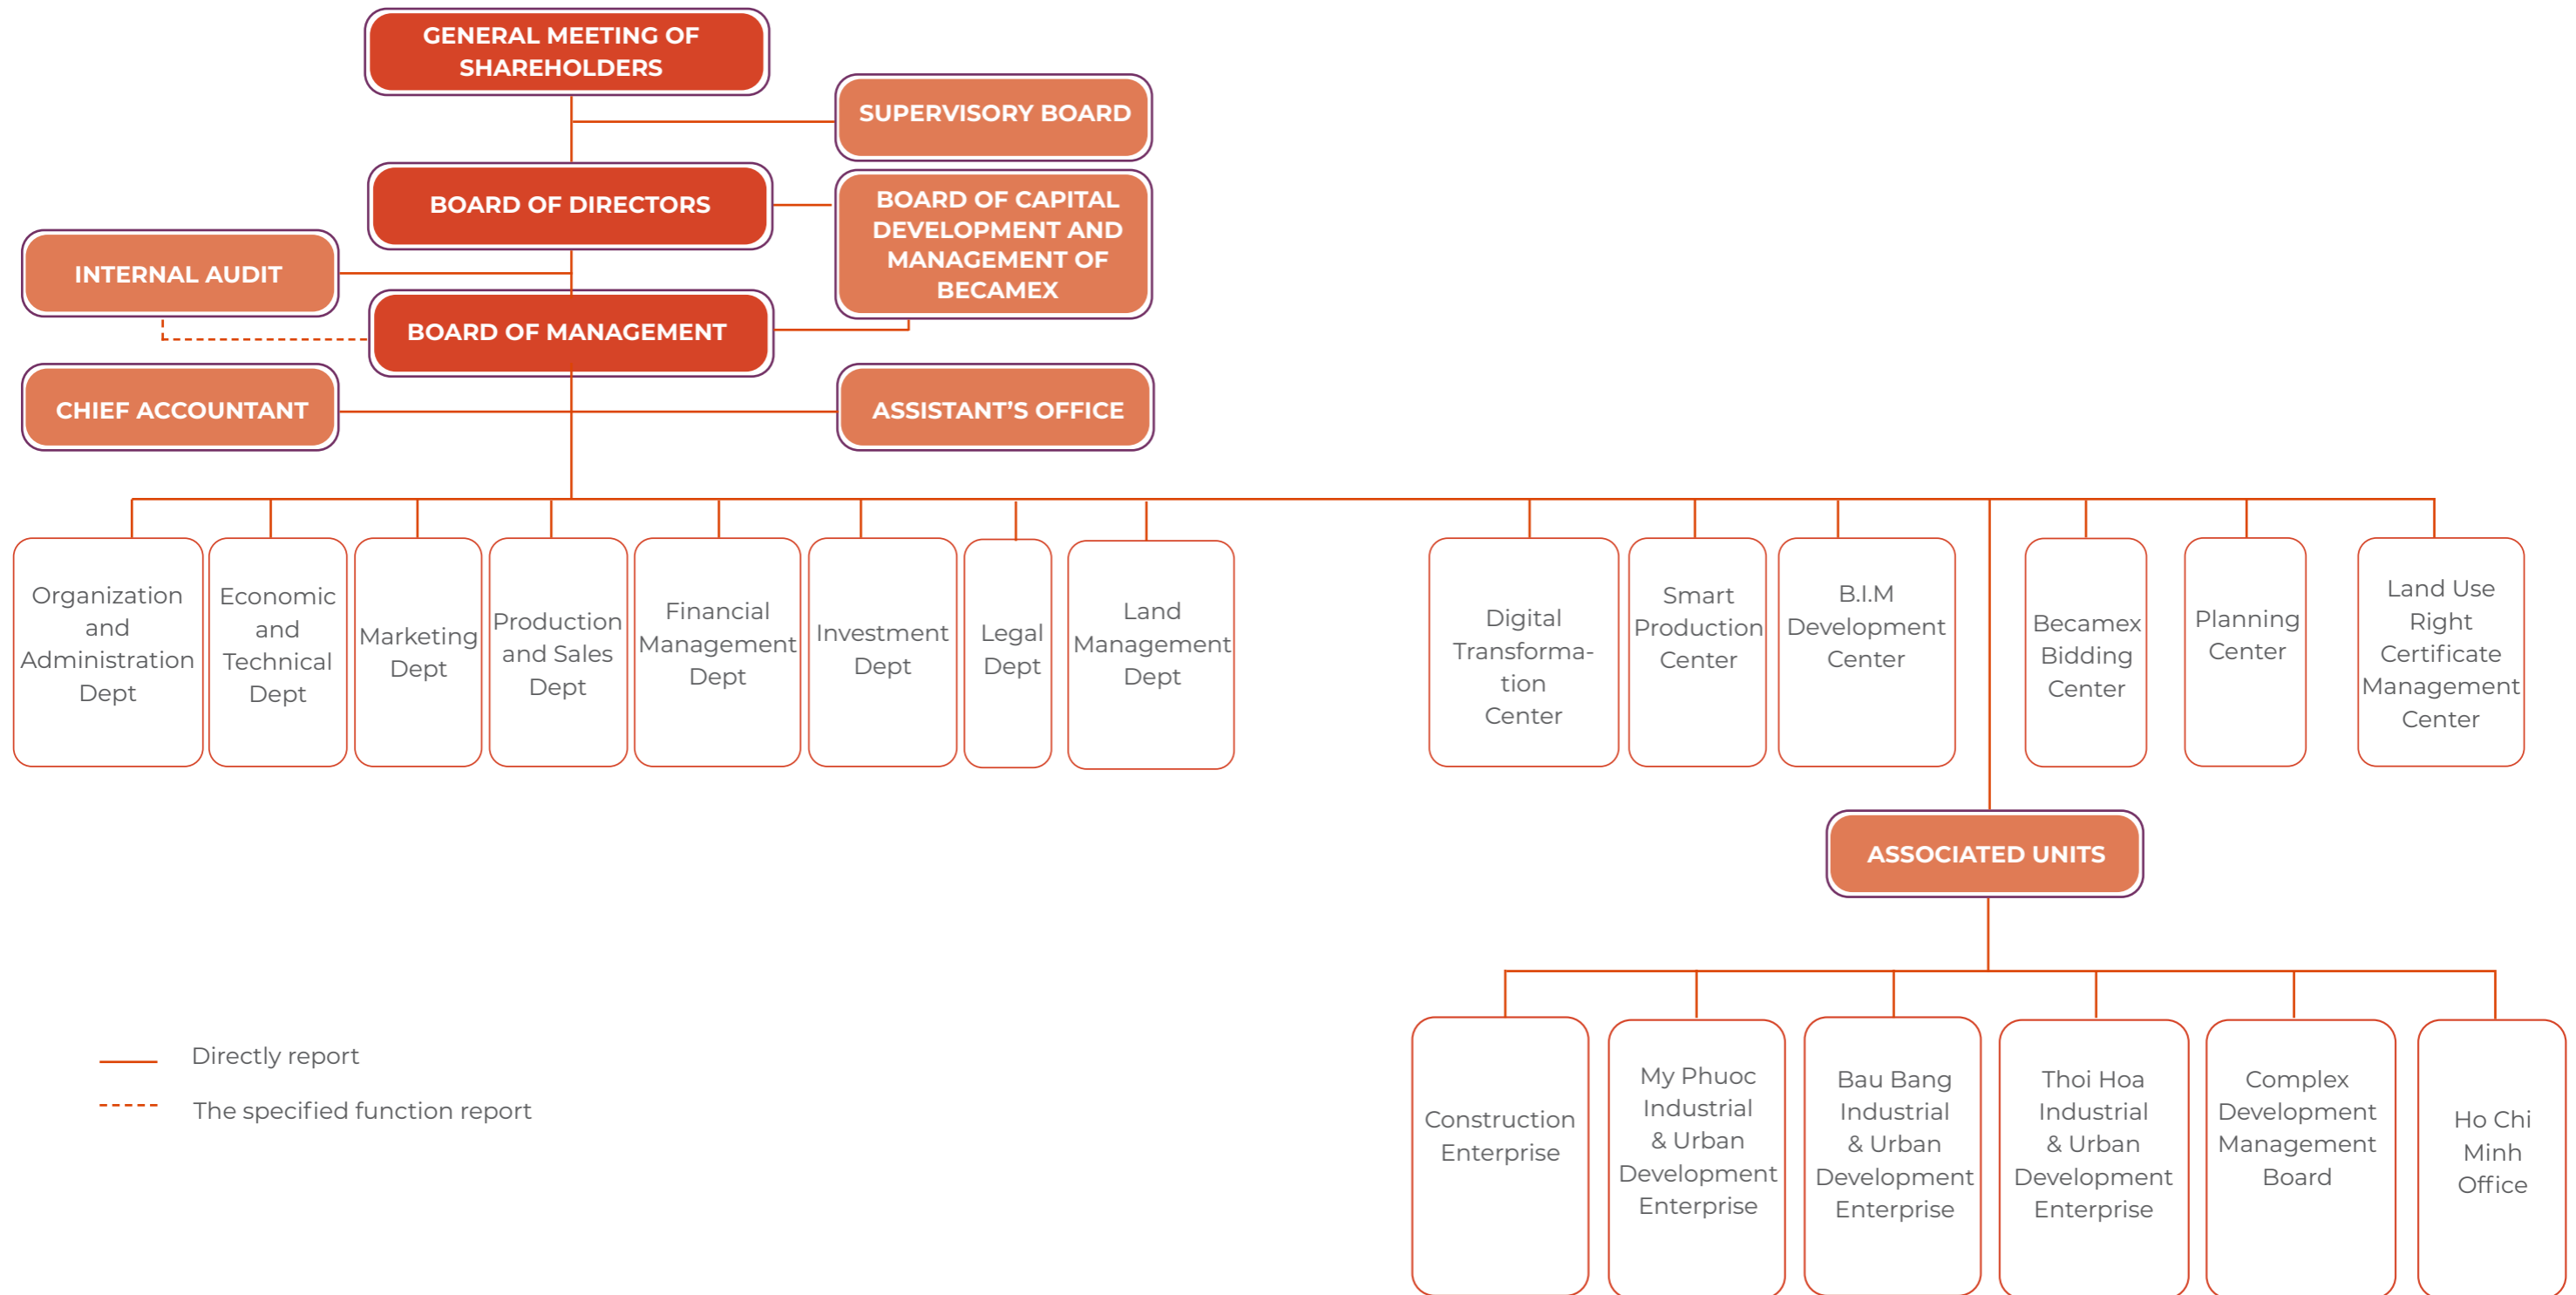 GENERAL MEETING OF
SHAREHOLDERS
SUPERVISORY BOARD
BOARD OF DIRECTORS
BOARD OF CAPITAL
DEVELOPMENT AND
MANAGEMENT OF
BECAMEX
INTERNAL AUDIT
BOARD OF MANAGEMENT
CHIEF ACCOUNTANT
ASSISTANT’S OFFICE
Organization
and
Administration
Dept
Economic
and
Technical
Dept
Marketing
Dept
Production
and Sales
Dept
Financial
Management
Dept
Investment
Dept
Legal
Dept
Land
Management
Dept
Digital
Transforma-
tion
Center
Smart
Production
Center
B.I.M
Development
Center
Becamex
Bidding
Center
Planning
Center
Land Use
Right
Certificate
Management
Center
ASSOCIATED UNITS
Construction
Enterprise
My Phuoc
Industrial
& Urban
Development
Enterprise
Bau Bang
Industrial
& Urban
Development
Enterprise
Thoi Hoa
Industrial
& Urban
Development
Enterprise
Complex
Development
Management
Board
Ho Chi
Minh
Office
Directly report
The specified function report